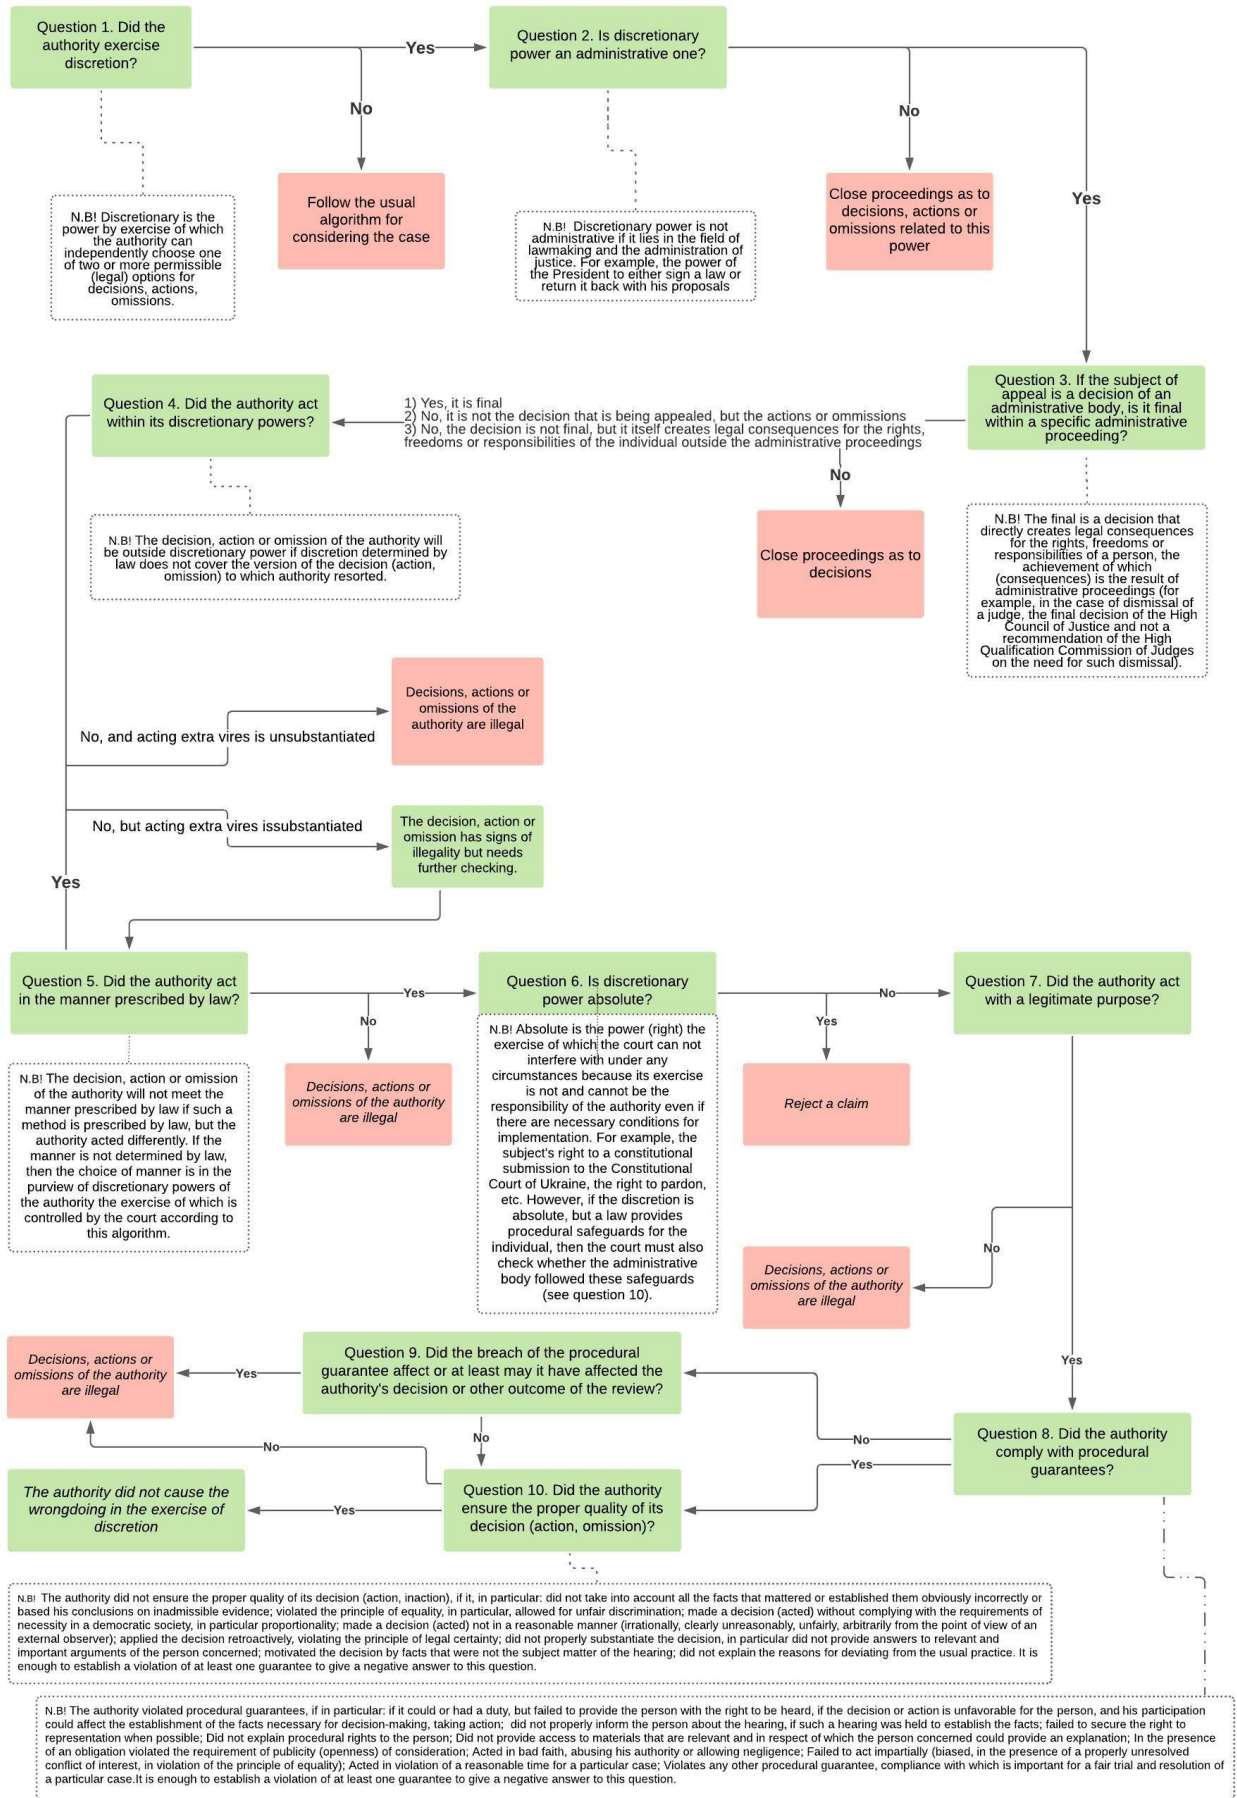 Question 1. Did the
authority exercise
discretion?
Yes
Question 2. Is discretionary
power an administrative one?
No
No
Yes
Follow the usual
algorithm for
considering the case
Close proceedings as to
decisions, actions or
omissions related to this
power
N.B! Discretionary is the
power by exercise of which
the authority can
independently choose one
of two or more permissible
(legal) options for
decisions, actions,
omissions.
N.B!  Discretionary power is not
administrative if it lies in the field of
lawmaking and the administration of
justice. For example, the power of
the President to either sign a law or
return it back with his proposals
Question 3. If the subject of
appeal is a decision of an
administrative body, is it final
within a specific administrative
proceeding?
1) Yes, it is final
2) No, it is not the decision that is being appealed, but the actions or ommissions
3) No, the decision is not final, but it itself creates legal consequences for the rights,
freedoms or responsibilities of the individual outside the administrative proceedings
Question 4. Did the authority act
within its discretionary powers?
No
Close proceedings as to
decisions
N.B! The final is a decision that
directly creates legal consequences
for the rights, freedoms or
responsibilities of a person, the
achievement of which
(consequences) is the result of
administrative proceedings (for
example, in the case of dismissal of
a judge, the final decision of the High
Council of Justice and not a
recommendation of the High
Qualification Commission of Judges
on the need for such dismissal).
N.B! The decision, action or omission of the authority will
be outside discretionary power if discretion determined by
law does not cover the version of the decision (action,
omission) to which authority resorted.
Decisions, actions or
omissions of the
authority are illegal
No, and acting extra vires is unsubstantiated
No, but acting extra vires issubstantiated
The decision, action or
omission has signs of
illegality but needs
further checking.
Yes
Question 5. Did the authority act
in the manner prescribed by law?
Yes
No
Decisions, actions or
omissions of the authority
are illegal
N.B! The decision, action or omission
of the authority will not meet the
manner prescribed by law if such a
method is prescribed by law, but the
authority acted differently. If the
manner is not determined by law,
then the choice of manner is in the
purview of discretionary powers of
the authority the exercise of which is
controlled by the court according to
this algorithm.
Question 6. Is discretionary
power absolute?
N.B! Absolute is the power (right) the
exercise of which the court can not
interfere with under any
circumstances because its exercise
is not and cannot be the
responsibility of the authority even if
there are necessary conditions for
implementation. For example, the
subject's right to a constitutional
submission to the Constitutional
Court of Ukraine, the right to pardon,
etc. However, if the discretion is
absolute, but a law provides
procedural safeguards for the
individual, then the court must also
check whether the administrative
body followed these safeguards
(see question 10).
No
Yes
Reject a claim
Question 7. Did the authority act
with a legitimate purpose?
No
Decisions, actions or
omissions of the authority
are illegal
Yes
Question 8. Did the authority
comply with procedural
guarantees?
No
Yes
Question 9. Did the breach of the procedural
guarantee affect or at least may it have affected the
authority's decision or other outcome of the review?
Yes
Decisions, actions or
omissions of the authority
are illegal
No
No
Question 10. Did the authority
ensure the proper quality of its
decision (action, omission)?
Yes
The authority did not cause the
wrongdoing in the exercise of
discretion
N.B!  The authority did not ensure the proper quality of its decision (action, inaction), if it, in particular: did not take into account all the facts that mattered or established them obviously incorrectly or
based his conclusions on inadmissible evidence; violated the principle of equality, in particular, allowed for unfair discrimination; made a decision (acted) without complying with the requirements of
necessity in a democratic society, in particular proportionality; made a decision (acted) not in a reasonable manner (irrationally, clearly unreasonably, unfairly, arbitrarily from the point of view of an
external observer); applied the decision retroactively, violating the principle of legal certainty; did not properly substantiate the decision, in particular did not provide answers to relevant and
important arguments of the person concerned; motivated the decision by facts that were not the subject matter of the hearing; did not explain the reasons for deviating from the usual practice. It is
enough to establish a violation of at least one guarantee to give a negative answer to this question.
N.B! The authority violated procedural guarantees, if in particular: if it could or had a duty, but failed to provide the person with the right to be heard, if the decision or action is unfavorable for the person, and his participation
could affect the establishment of the facts necessary for decision-making, taking action;  did not properly inform the person about the hearing, if such a hearing was held to establish the facts; failed to secure the right to
representation when possible; Did not explain procedural rights to the person; Did not provide access to materials that are relevant and in respect of which the person concerned could provide an explanation; In the presence
of an obligation violated the requirement of publicity (openness) of consideration; Acted in bad faith, abusing his authority or allowing negligence; Failed to act impartially (biased, in the presence of a properly unresolved
conflict of interest, in violation of the principle of equality); Acted in violation of a reasonable time for a particular case; Violates any other procedural guarantee, compliance with which is important for a fair trial and resolution of
a particular case.It is enough to establish a violation of at least one guarantee to give a negative answer to this question.